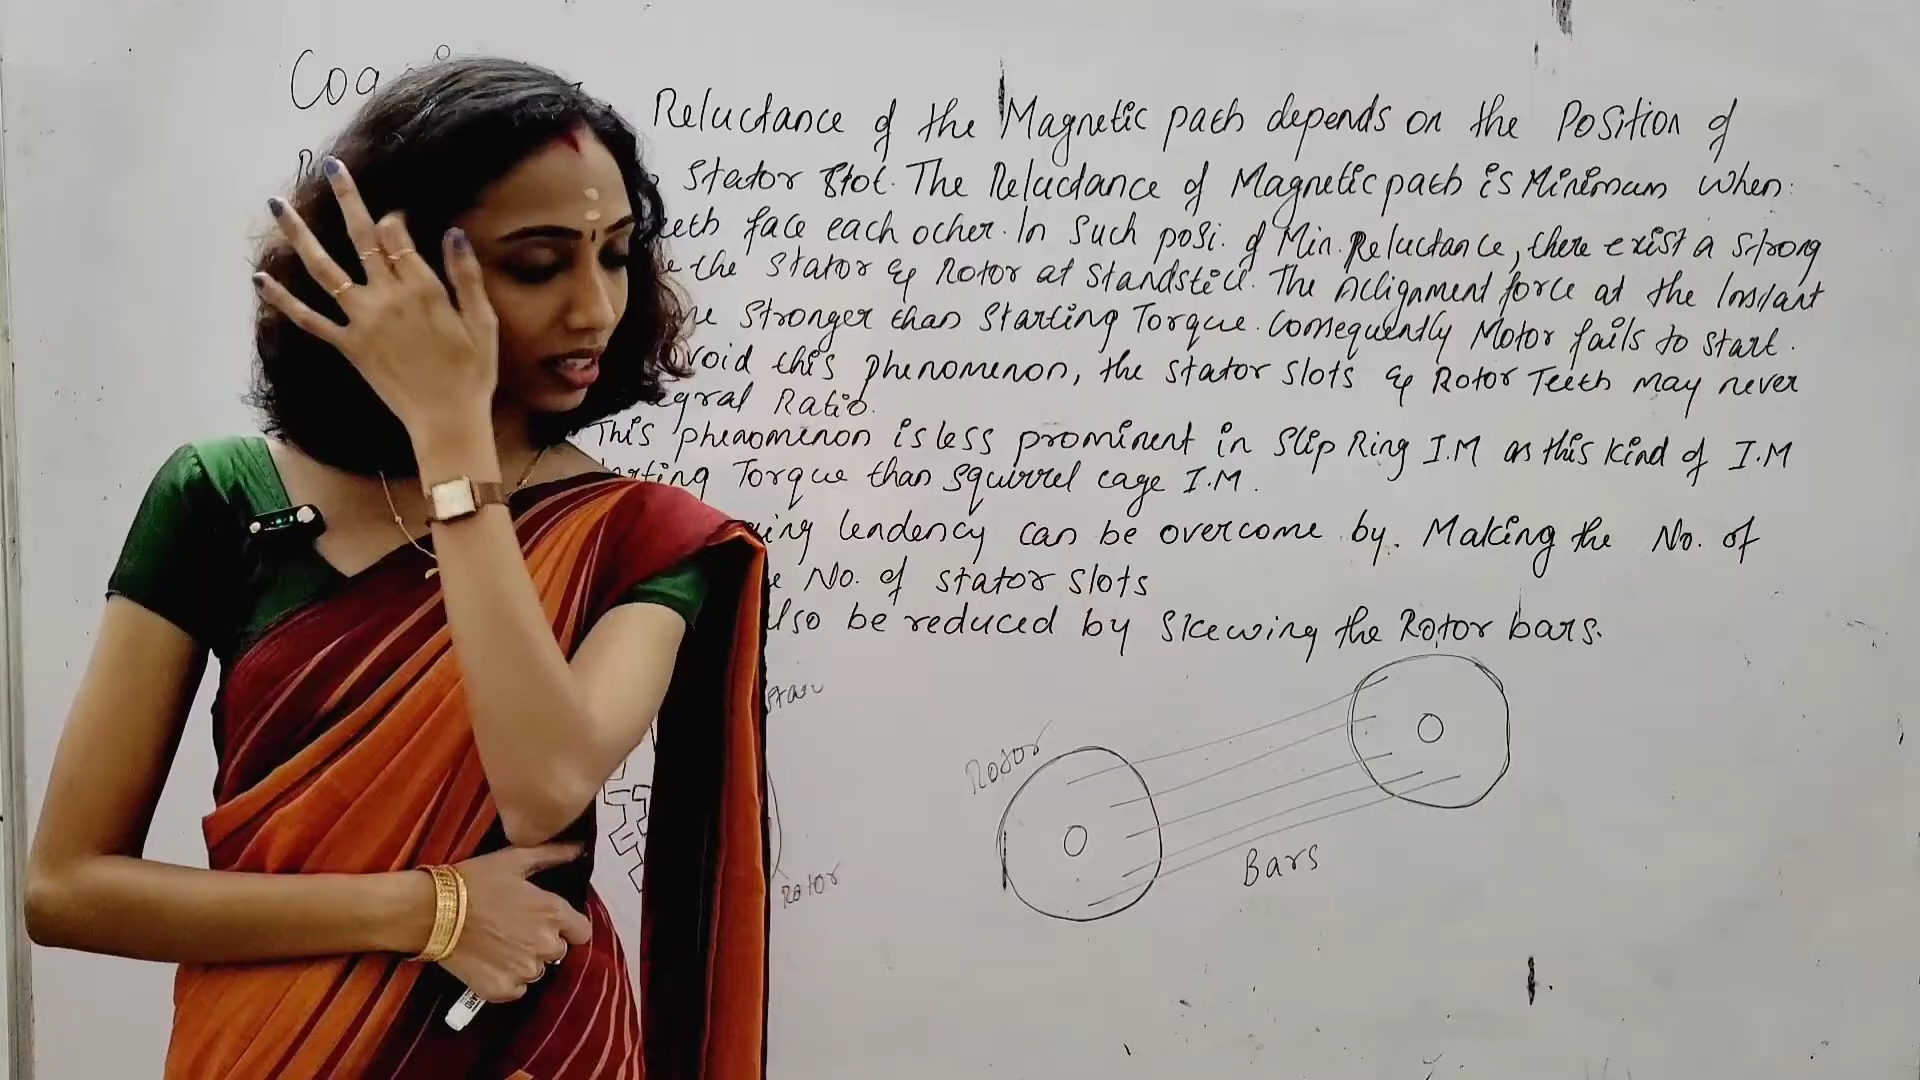 Reluctance of the Magnetic path depends on the Position of
Stator Slot. The Reluctance of Magnetic path is Minimum when
face each other. In Such posi. of Min. Reluctance, there exist a strong
the Stator & Rotor at Standstill. The Alignment force at the Instant
Stronger than Starting Torque. Consequently Motor fails to start.
this phenomenon, the stator slots & Rotor Teeth may never
Ratio.
This phenomenon is less prominent in Slip Ring I.M as this kind of I.M
Torque than squirrel cage I.M.
tendency can be overcome by. Making the No. of
No. of stator slots
be reduced by skewing the Rotor bars.
Rotor
Bars
Rotor